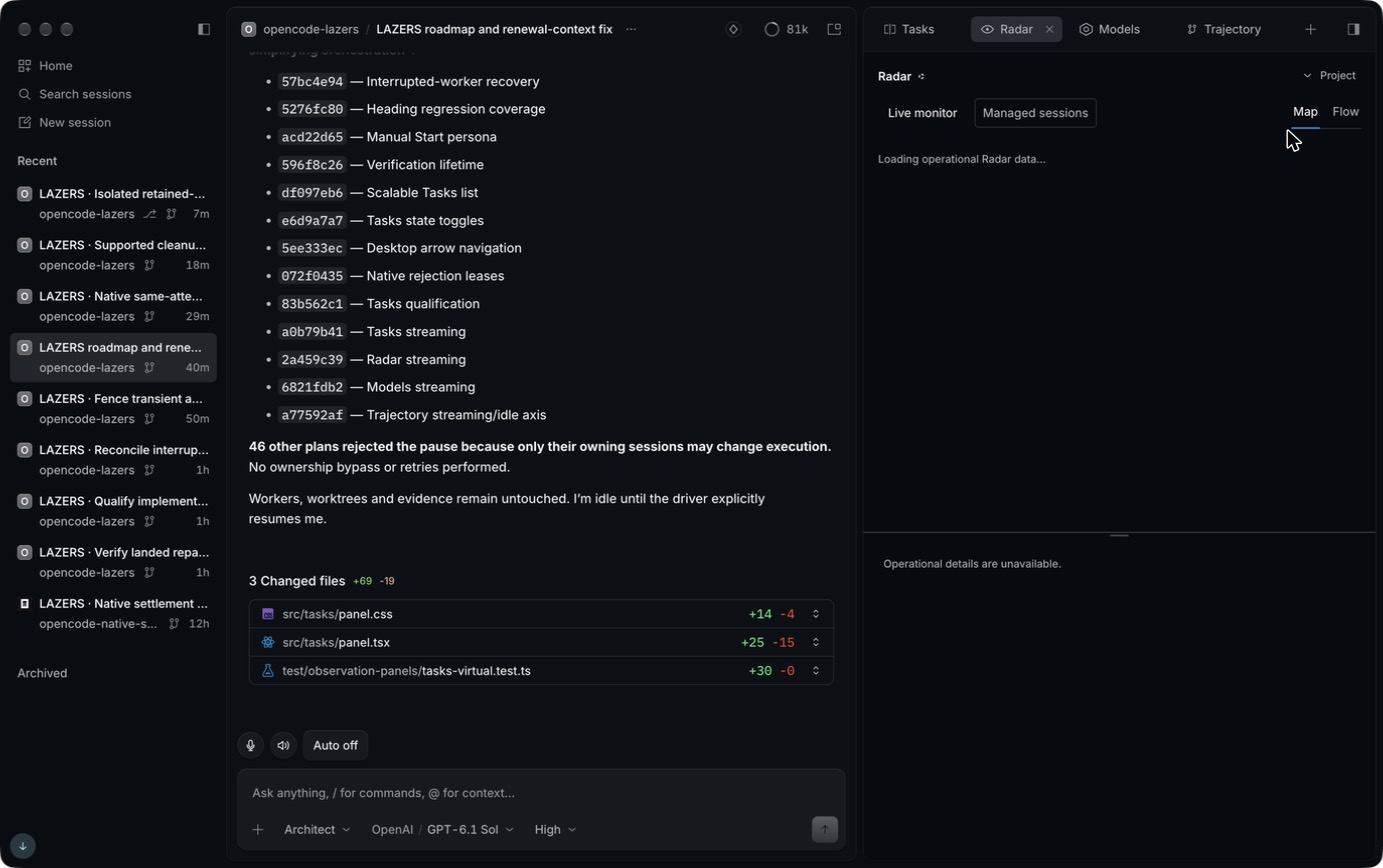 Home
Search sessions
New session
Recent
LAZERS · Isolated retained-...
opencode-lazers 7m
LAZERS · Supported cleanu...
opencode-lazers 18m
LAZERS · Native same-atte...
opencode-lazers 29m
LAZERS roadmap and rene...
opencode-lazers 40m
LAZERS · Fence transient a...
opencode-lazers 50m
LAZERS · Reconcile interrup...
opencode-lazers 1h
LAZERS · Qualify implement...
opencode-lazers 1h
LAZERS · Verify landed repa...
opencode-lazers 1h
LAZERS · Native settlement ...
opencode-native-s... 12h
Archived
O opencode-lazers / LAZERS roadmap and renewal-context fix ... 81k
simplifying orchestration
• 57bc4e94 — Interrupted-worker recovery
• 5276fc80 — Heading regression coverage
• acd22d65 — Manual Start persona
• 596f8c26 — Verification lifetime
• df097eb6 — Scalable Tasks list
• e6d9a7a7 — Tasks state toggles
• 5ee333ec — Desktop arrow navigation
• 072f0435 — Native rejection leases
• 83b562c1 — Tasks qualification
• a0b79b41 — Tasks streaming
• 2a459c39 — Radar streaming
• 6821fdb2 — Models streaming
• a77592af — Trajectory streaming/idle axis
46 other plans rejected the pause because only their owning sessions may change execution.
No ownership bypass or retries performed.
Workers, worktrees and evidence remain untouched. I'm idle until the driver explicitly
resumes me.
3 Changed files +69 -19
src/tasks/panel.css +14 -4
src/tasks/panel.tsx +25 -15
test/observation-panels/tasks-virtual.test.ts +30 -0
Auto off
Ask anything, / for commands, @ for context...
Architect OpenAI / GPT-6.1 Sol High
Tasks Radar Models Trajectory
Radar Project
Live monitor Managed sessions Map Flow
Loading operational Radar data...
Operational details are unavailable.